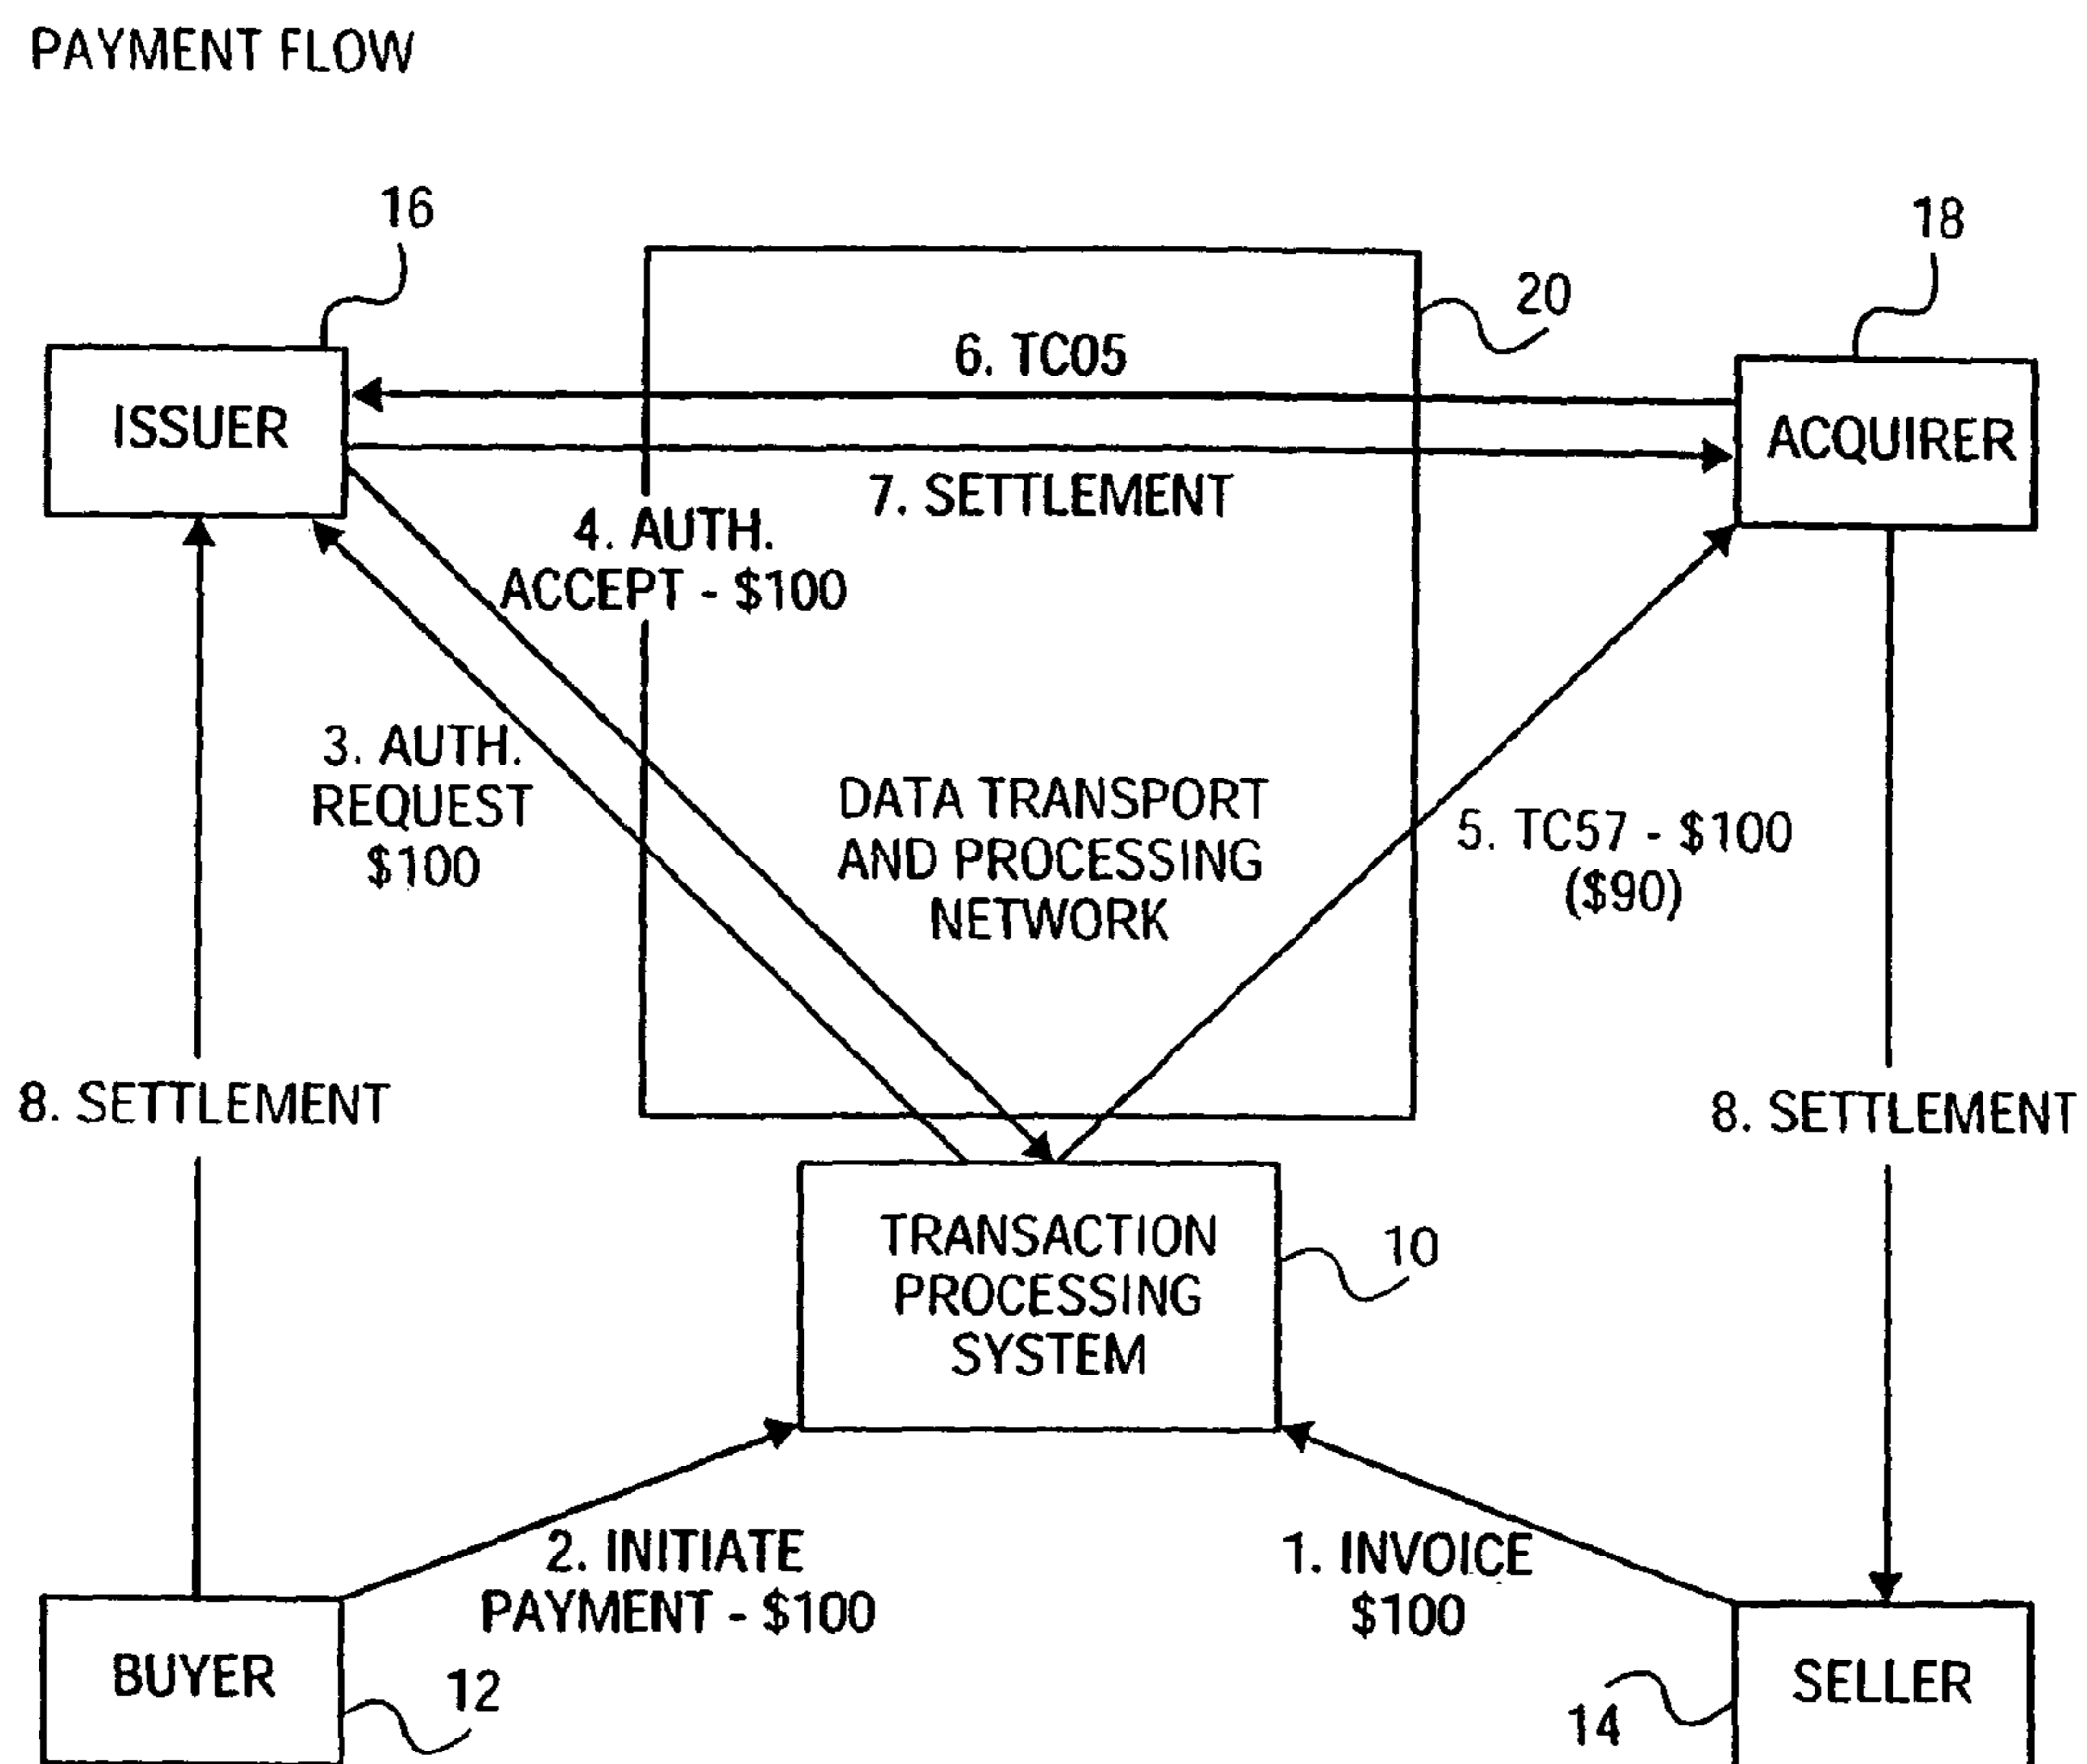 PAYMENT FLOW
16
18
20
6. TC05
ISSUER
ACQUIRER
7. SETTLEMENT
4. AUTH.
ACCEPT - $100
3. AUTH.
REQUEST
$100
DATA TRANSPORT
AND PROCESSING
NETWORK
5. TC57 - $100
($90)
8. SETTLEMENT
8. SETTLEMENT
TRANSACTION
PROCESSING
SYSTEM
10
2. INITIATE
PAYMENT - $100
1. INVOICE
$100
BUYER
12
SELLER
14